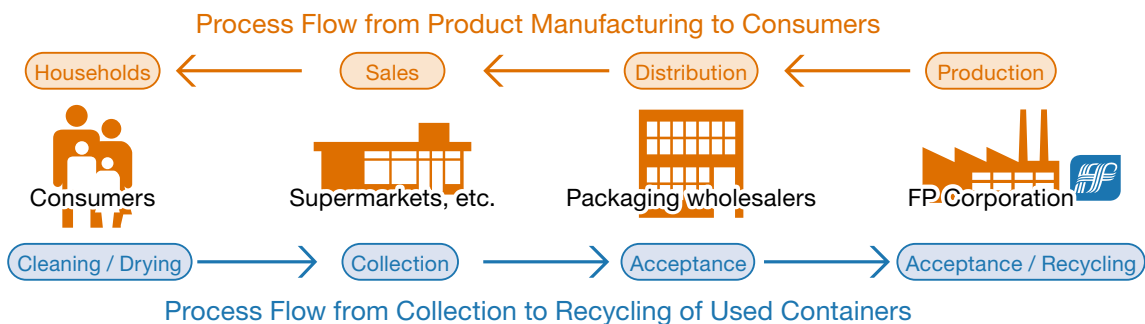 Process Flow from Product Manufacturing to Consumers
Households Sales Distribution Production
Consumers Supermarkets, etc. Packaging wholesalers FP Corporation
Cleaning / Drying Collection Acceptance Acceptance / Recycling
Process Flow from Collection to Recycling of Used Containers